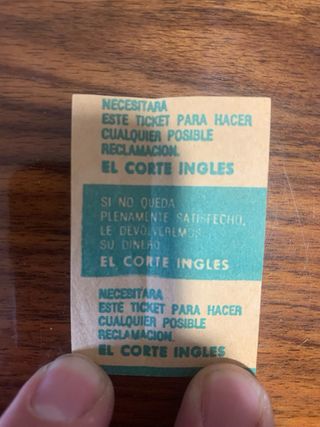 NECESITARA
ESTE TICKET PARA HACER
CUALQUIER POSIBLE
RECLAMACION.
EL CORTE INGLES
SI NO QUEDA
PLENAMENTE SATISFECHO,
LE DEVOLVEREMOS
SU DINERO
EL CORTE INGLES
NECESITARA
ESTE TICKET PARA HACER
CUALQUIER POSIBLE
RECLAMACION.
EL CORTE INGLES